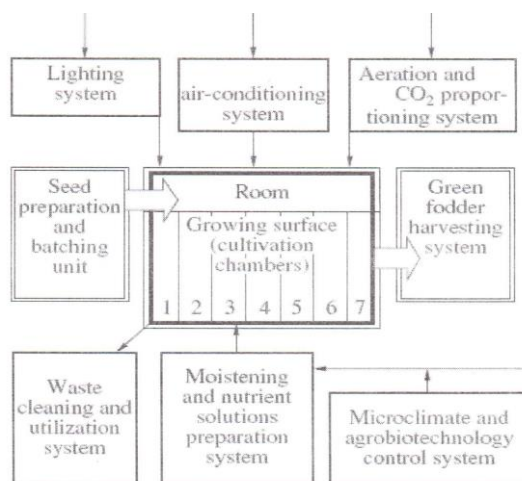 Lighting
system
air-conditioning
system
Aeration and
CO₂ propor-
tioning system
Seed
preparation
and
batching
unit
Room
Growing surface
(cultivation
chambers)
1 2 3 4 5 6 7
Green
fodder
harvesting
system
Waste
cleaning and
utilization
system
Moistening
and nutrient
solutions
preparation
system
Microclimate and
agrobiotechnology
control system